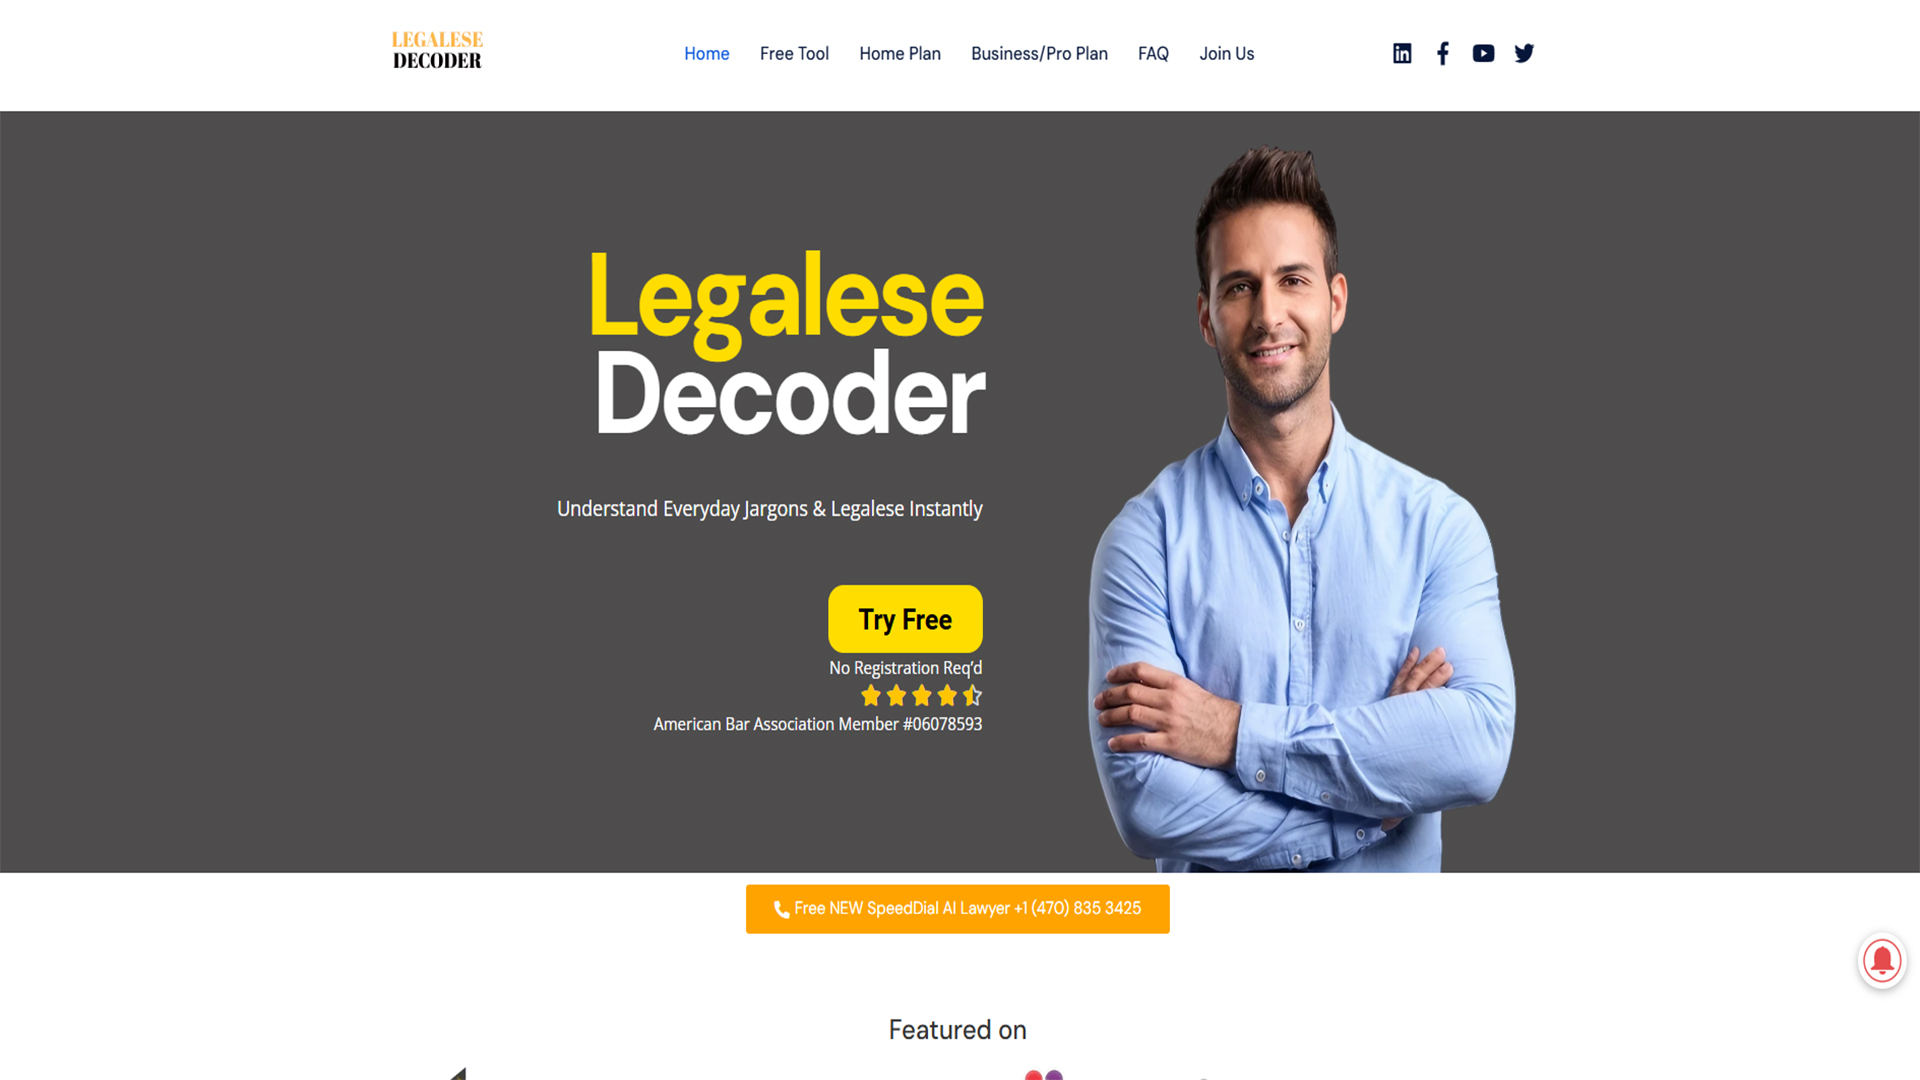 LEGALESE
DECODER
Home
Free Tool
Home Plan
Business/Pro Plan
FAQ
Join Us
Legalese
Decoder
Understand Everyday Jargons & Legalese Instantly
Try Free
No Registration Req’d
American Bar Association Member #06078593
Free NEW SpeedDial AI Lawyer +1 (470) 835 3425
Featured on